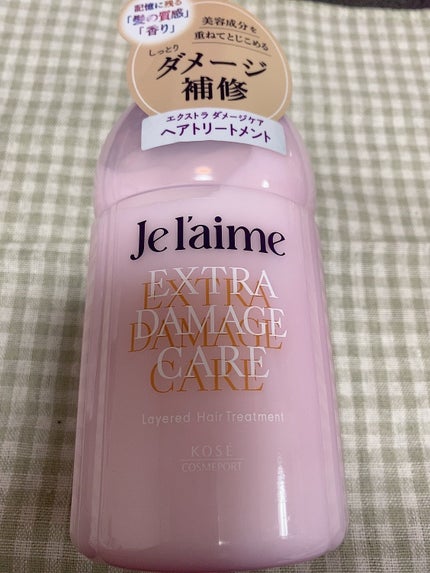 記憶に残る
「髪の質感」
「香り」
美容成分を
重ねてとじこめる
しっとり
ダメージ
補修
エクストラ ダメージケア
ヘアトリートメント
Je l'aime
EXTRA
DAMAGE
CARE
Layered Hair Treatment
KOSÉ
COSMEPORT